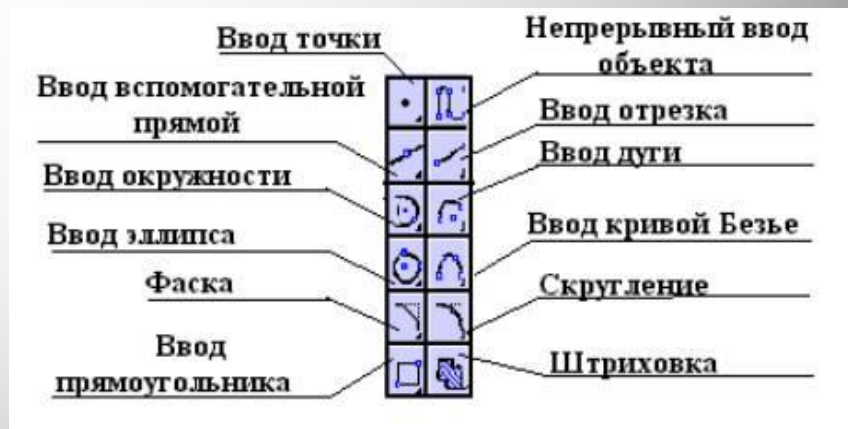 Ввод точки
Непрерывный ввод
объекта
Ввод вспомогательной
прямой
Ввод отрезка
Ввод дуги
Ввод окружности
Ввод кривой Безье
Ввод эллипса
Фаска
Скругление
Ввод
прямоугольника
Штриховка